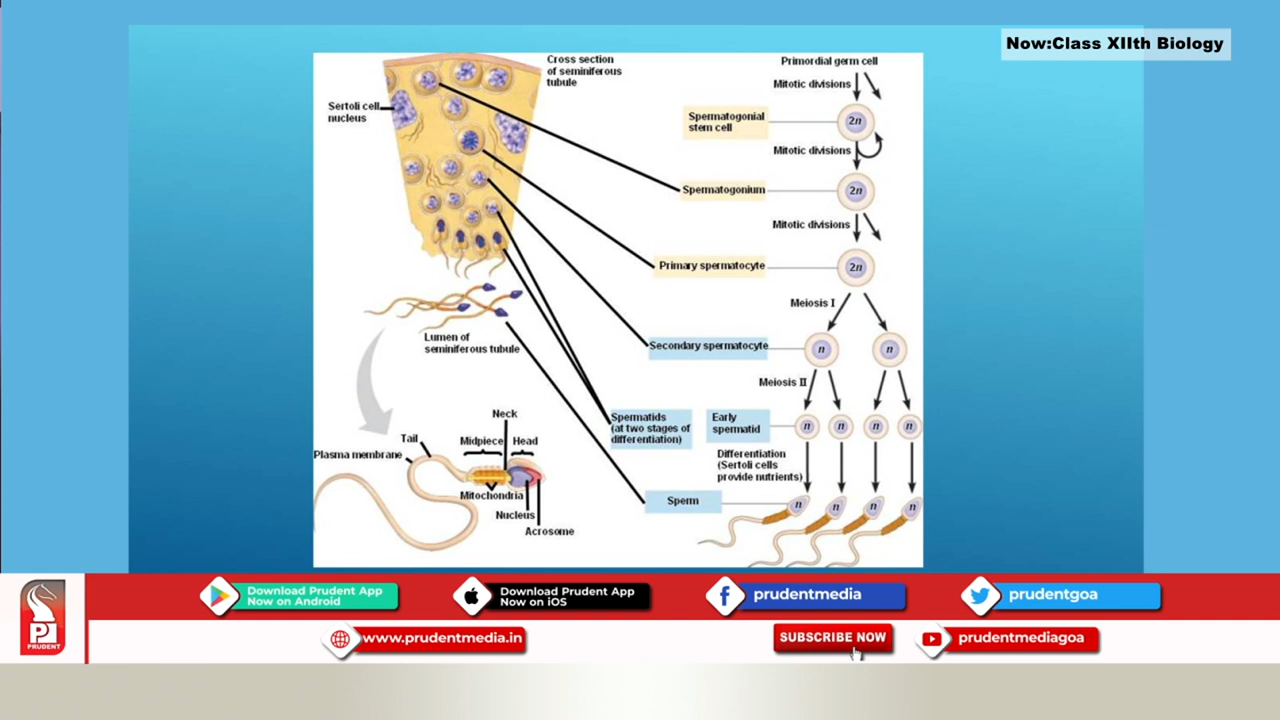 Now:Class XIIth Biology
Cross section
of seminiferous
tubule
Sertoli cell
nucleus
Lumen of
seminiferous tubule
Primordial germ cell
Mitotic divisions
Spermatogonial
stem cell
2n
Mitotic divisions
Spermatogonium
2n
Mitotic divisions
Primary spermatocyte
2n
Meiosis I
Secondary spermatocyte
n
n
Meiosis II
Spermatids
(at two stages of
differentiation)
Early
spermatid
n
n
n
n
Differentiation
(Sertoli cells
provide nutrients)
Sperm
n
n
n
n
Neck
Tail
Midpiece
Head
Plasma membrane
Mitochondria
Nucleus
Acrosome
PRUDENT
Download Prudent App
Now on Android
Download Prudent App
Now on iOS
prudentmedia
prudentgoa
www.prudentmedia.in
SUBSCRIBE NOW
prudentmediagoa